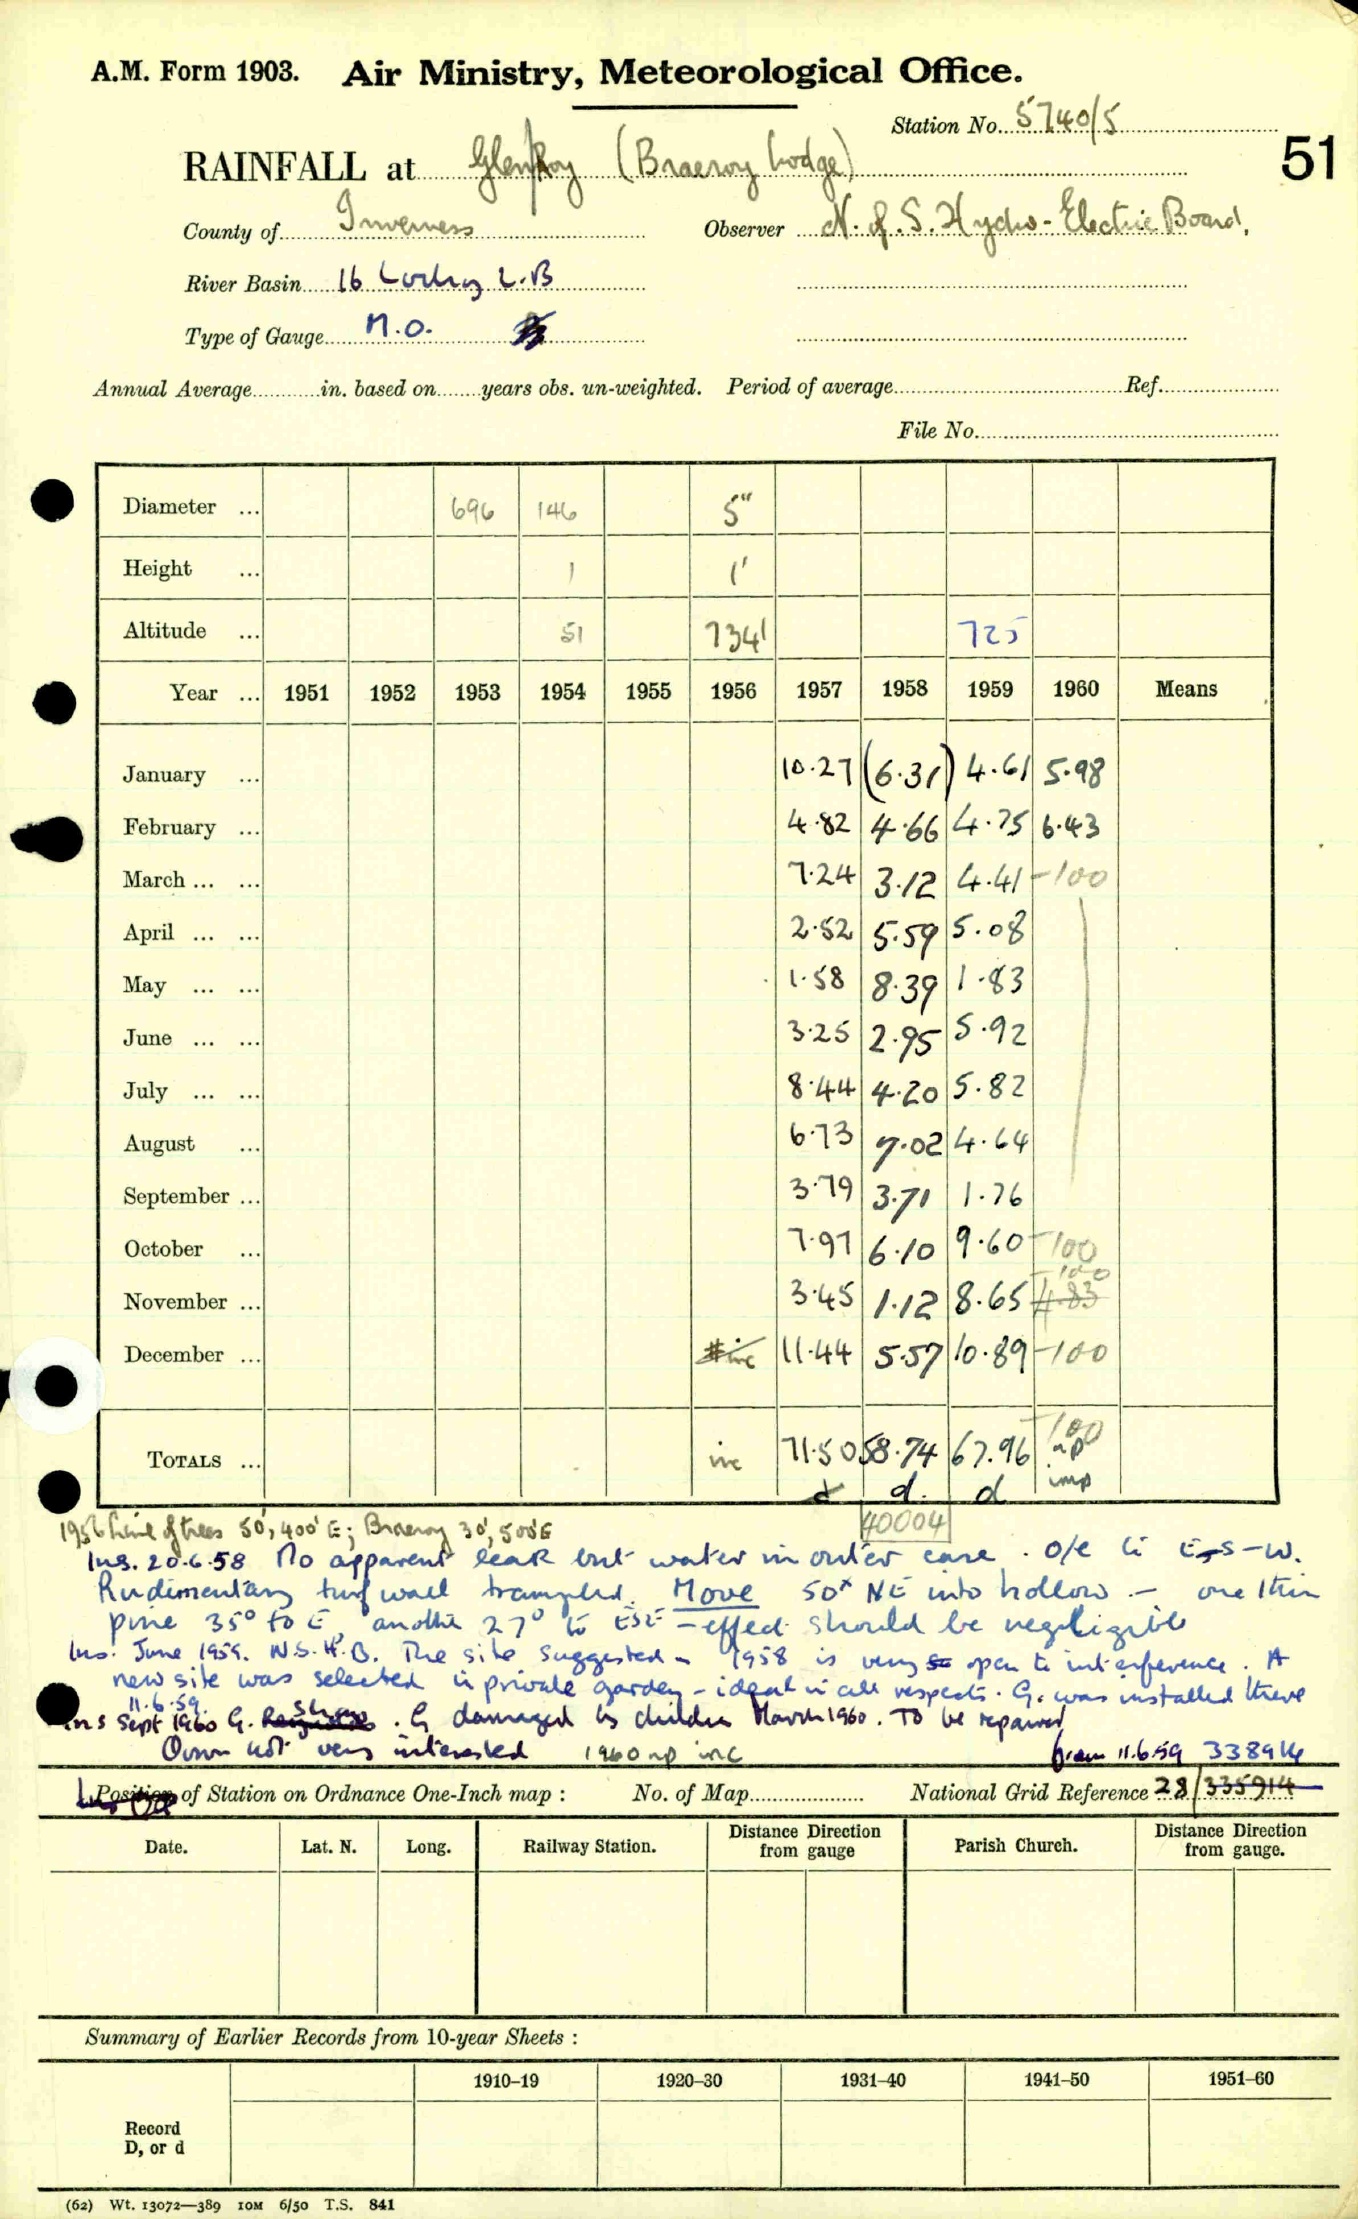 A.M. Form 1903. Air Ministry, Meteorological Office.
Station No. 5740/5
51
RAINFALL at Glen Roy (Braeroy Lodge)
County of Inverness Observer N. of S. Hydro-Electric Board.
River Basin 16 Lochy L.B
Type of Gauge M.O.
Annual Average in. based on years obs. un-weighted. Period of average Ref.
File No.
Diameter ... 696 146 5"
Height ... 1 1'
Altitude ... 51 734' 725
Year ... 1951 1952 1953 1954 1955 1956 1957 1958 1959 1960 Means
January ... 10.27 (6.31) 4.61 5.98
February ... 4.82 4.66 4.75 6.43
March ... ... 7.24 3.12 4.41 -100
April ... ... 2.52 5.59 5.08
May ... ... 1.58 8.39 1.83
June ... ... 3.25 2.95 5.92
July ... ... 8.44 4.20 5.82
August ... 6.73 7.02 4.64
September ... 3.79 3.71 1.76
October ... 7.97 6.10 9.60 -100
-100
November ... 3.45 1.12 8.65 4.83
December ... inc 11.44 5.57 10.89 -100
-100
TOTALS ... inc 71.50 58.74 67.96 np
d d. d imp
40004
1956 Line of trees 50', 400' E; Braeroy 30', 500' E
Ins. 20.6.58 No apparent leak but water in outer case. O/e to E-S-W.
Rudimentary turf wall trampled. Move 50x NE into hollow - one thin
pine 35° to E, another 27° to ESE - effect should be negligible
Ins. June 1959. N.S.H.B. The site suggested in 1958 is very open to interference. A
new site was selected in private garden - ideal in all respects. G. was installed there
11.6.59.
Ins Sept 1960 G. . G damaged by children March 1960. To be repaired
Owner not very interested 1960 np inc from 11.6.59 338914
Position of Station on Ordnance One-Inch map : No. of Map National Grid Reference 28/335914
Date. Lat. N. Long. Railway Station. Distance from gauge Direction Parish Church. Distance Direction from gauge.
Summary of Earlier Records from 10-year Sheets :
1910–19 1920–30 1931–40 1941–50 1951–60
Record
D, or d
(62) Wt. 13072—389 10M 6/50 T.S. 841